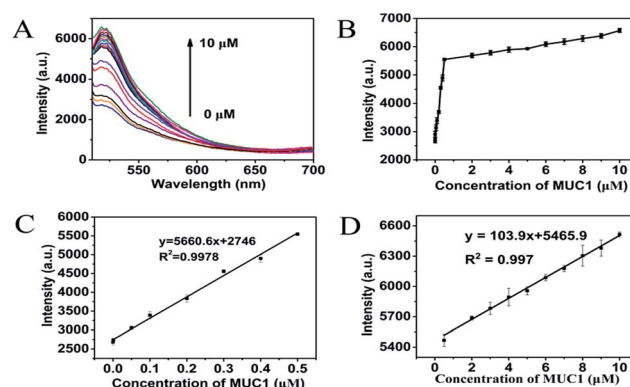 A
Intensity (a.u.)
6000
4000
2000
0
10 μM
0 μM
550
600
650
700
Wavelength (nm)
B
Intensity (a.u.)
7000
6000
5000
4000
3000
2000
0
2
4
6
8
10
Concentration of MUC1 (μM)
C
Intensity (a.u.)
6000
5500
5000
4500
4000
3500
3000
2500
y=5660.6x+2746
R²=0.9978
0.0
0.1
0.2
0.3
0.4
0.5
Concentration of MUC1 (μM)
D
Intensity (a.u.)
6600
6300
6000
5700
5400
y = 103.9x+5465.9
R² = 0.997
0
2
4
6
8
10
Concentration of MUC1 (μM)